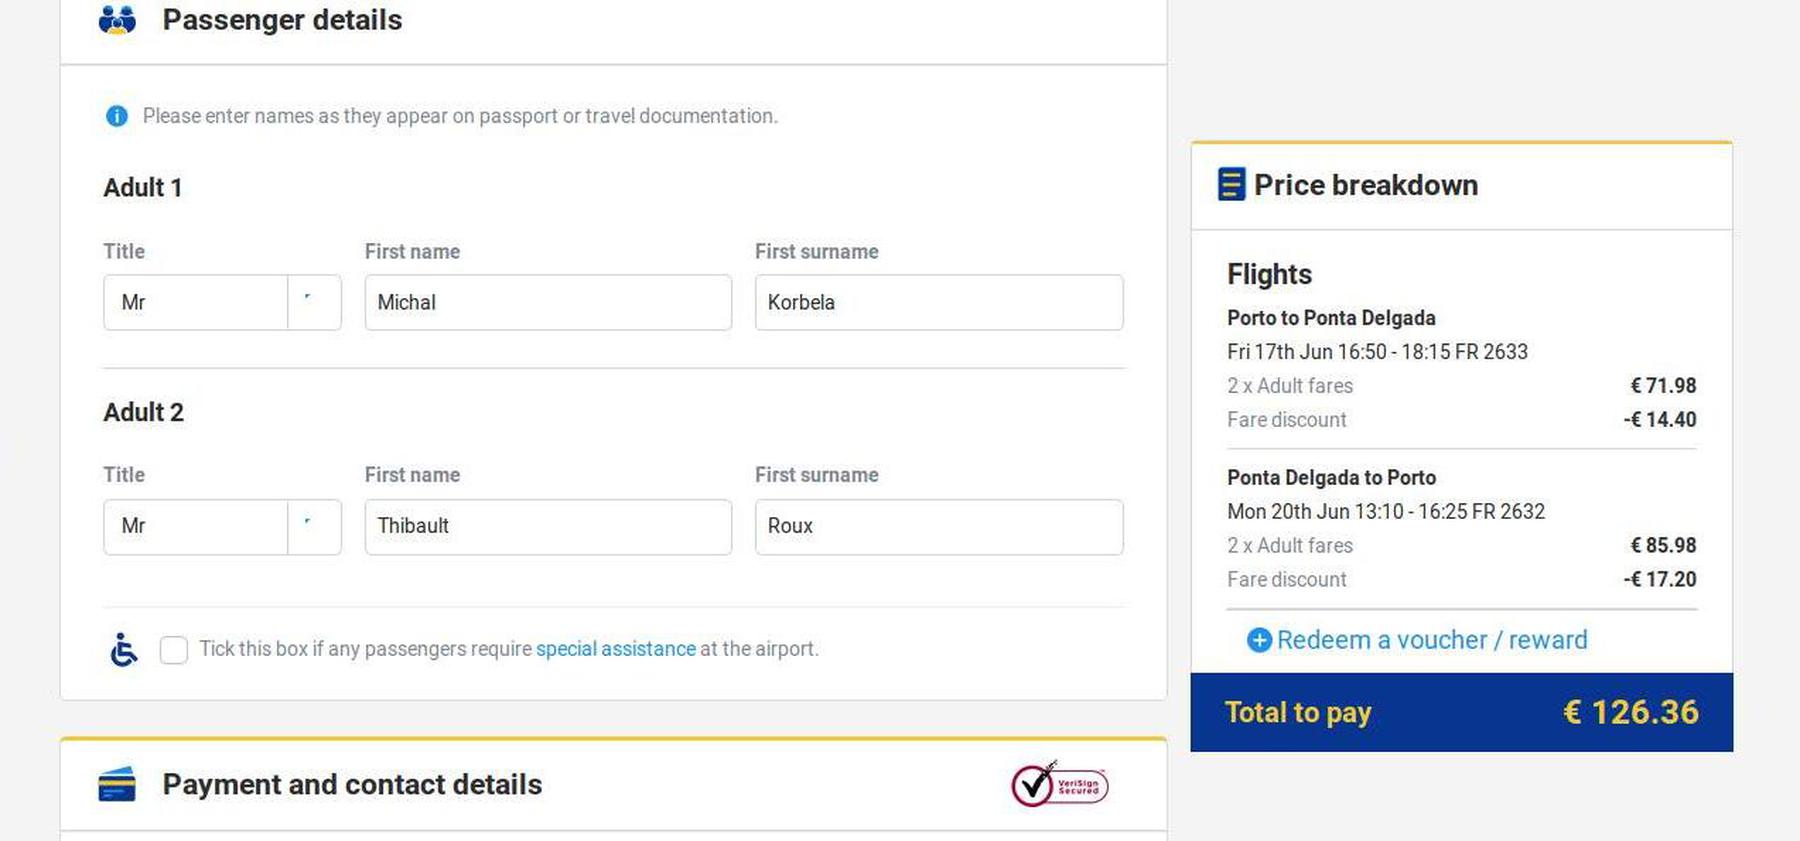 Passenger details
Please enter names as they appear on passport or travel documentation.
Adult 1
Title First name First surname
Mr Michal Korbela
Adult 2
Title First name First surname
Mr Thibault Roux
Tick this box if any passengers require special assistance at the airport.
Payment and contact details
VeriSign
Secured
Price breakdown
Flights
Porto to Ponta Delgada
Fri 17th Jun 16:50 - 18:15 FR 2633
2 x Adult fares € 71.98
Fare discount -€ 14.40
Ponta Delgada to Porto
Mon 20th Jun 13:10 - 16:25 FR 2632
2 x Adult fares € 85.98
Fare discount -€ 17.20
Redeem a voucher / reward
Total to pay € 126.36